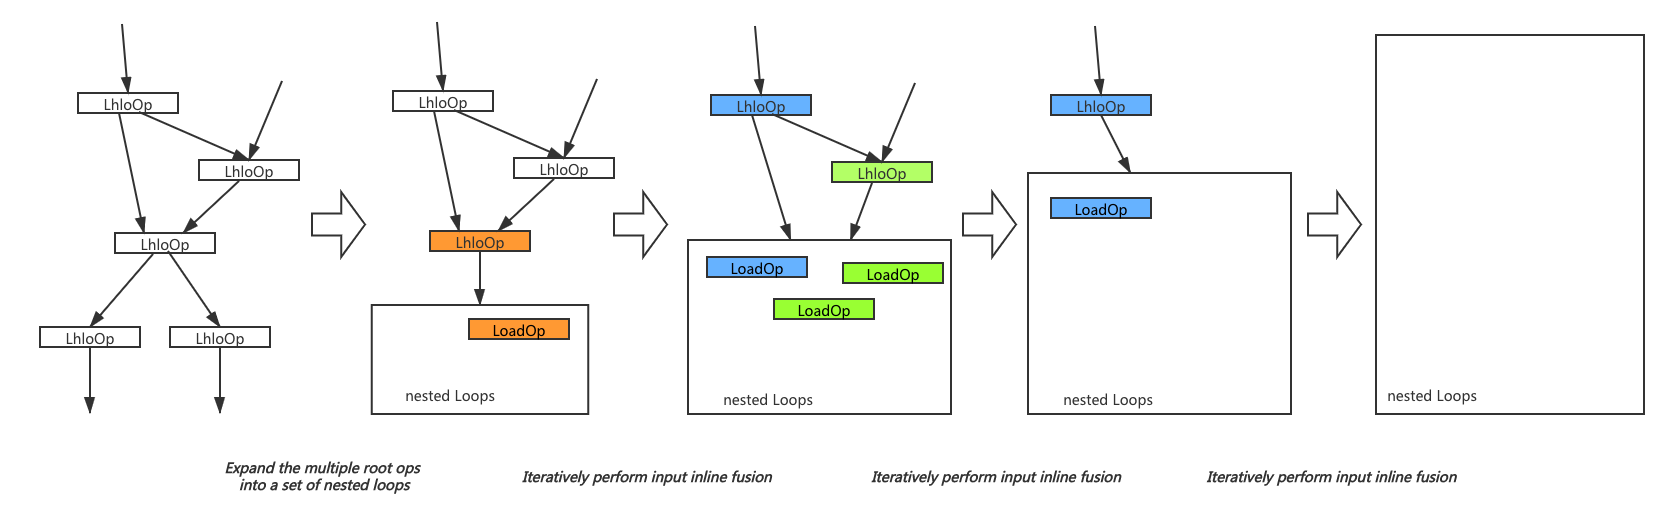 LhloOp
LhloOp
LhloOp
LhloOp
LhloOp
LhloOp
LhloOp
LhloOp
LoadOp
nested Loops
LhloOp
LhloOp
LoadOp
LoadOp
LoadOp
nested Loops
LhloOp
LoadOp
nested Loops
nested Loops
Expand the multiple root ops
into a set of nested loops
Iteratively perform input inline fusion
Iteratively perform input inline fusion
Iteratively perform input inline fusion